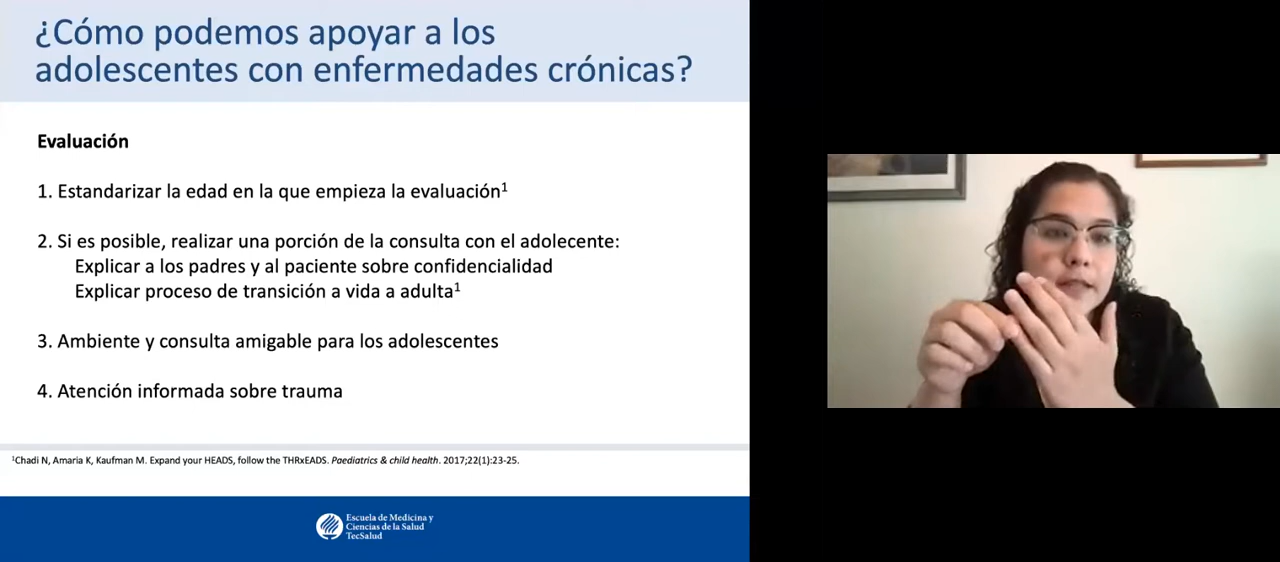 ¿Cómo podemos apoyar a los
adolescentes con enfermedades crónicas?
Evaluación
1. Estandarizar la edad en la que empieza la evaluación¹
2. Si es posible, realizar una porción de la consulta con el adolecente:
Explicar a los padres y al paciente sobre confidencialidad
Explicar proceso de transición a vida a adulta¹
3. Ambiente y consulta amigable para los adolescentes
4. Atención informada sobre trauma
¹Chadi N, Amaria K, Kaufman M. Expand your HEADS, follow the THRxEADS. Paediatrics & child health. 2017;22(1):23-25.
Escuela de Medicina y
Ciencias de la Salud
TecSalud